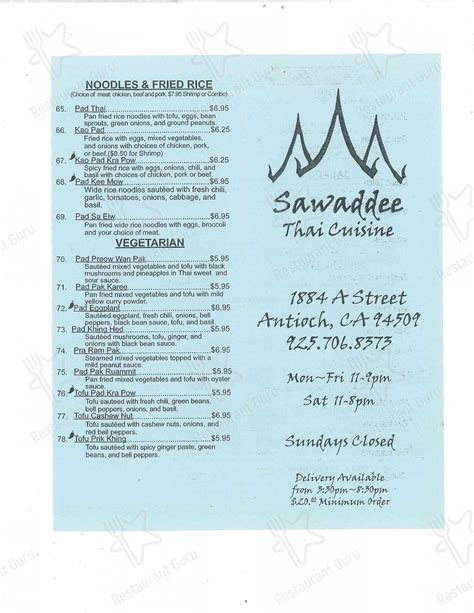 NOODLES & FRIED RICE
(Choice of meat: chicken, beef and pork. $7.95 Shrimp or Combo)
65. Pad Thai $6.95
Pan fried rice noodles with tofu, eggs, bean
sprouts, green onions, and ground peanuts.
66. Kao Pad $6.25
Fried rice with eggs, mixed vegetables,
and onions with choices of chicken, pork,
or beef.($8.50 for Shrimp)
67. Kao Pad Kra Pow $6.25
Spicy fried rice with eggs, onions, chili, and
basil with choices of chicken, pork or beef.
68. Pad Kee Mow $6.95
Wide rice noodles sautéed with fresh chili,
garlic, tomatoes, onions, cabbage, and
basil.
69. Pad Sa Eiw $6.95
Pan fried wide rice noodles with eggs, broccoli
and your choice of meat.
VEGETARIAN
70. Pad Preow Wan Pak $5.95
Sautéed mixed vegetables and tofu with black
mushrooms and pineapples in Thai sweet and
sour sauce.
71. Pad Pak Karee $5.95
Pan fried mixed vegetables and tofu with mild
yellow curry powder.
72. Pad Eggplant $6.95
Sautéed eggplant, fresh chili, onions, bell
peppers, black bean sauce, tofu, and basil.
73. Pad Khing Hed $5.95
Sautéed mushrooms, tofu, ginger, and
onions with black bean sauce.
74. Pra Ram Pak $5.95
Steamed mixed vegetables topped with a
mild peanut sauce.
75. Pad Pak Ruammit $5.95
Pan fried mixed vegetables and tofu with oyster
sauce.
76. Tofu Pad Kra Pow $6.95
Tofu sautéed with fresh chili, green beans,
bell peppers, onions, and basil.
77. Tofu Cashew Nut $6.95
Tofu sautéed with cashew nuts, onions, and
red bell peppers.
78. Tofu Prik Khing $5.95
Tofu sautéed with spicy ginger paste, green
beans, and bell peppers.
Sawaddee
Thai Cuisine
1884 A Street
Antioch, CA 94509
925.706.8373
Mon~Fri 11-9pm
Sat 11-8pm
Sundays Closed
Delivery Available
from 3:30pm~8:30pm
$20.00 Minimum Order
Restaurant Guru